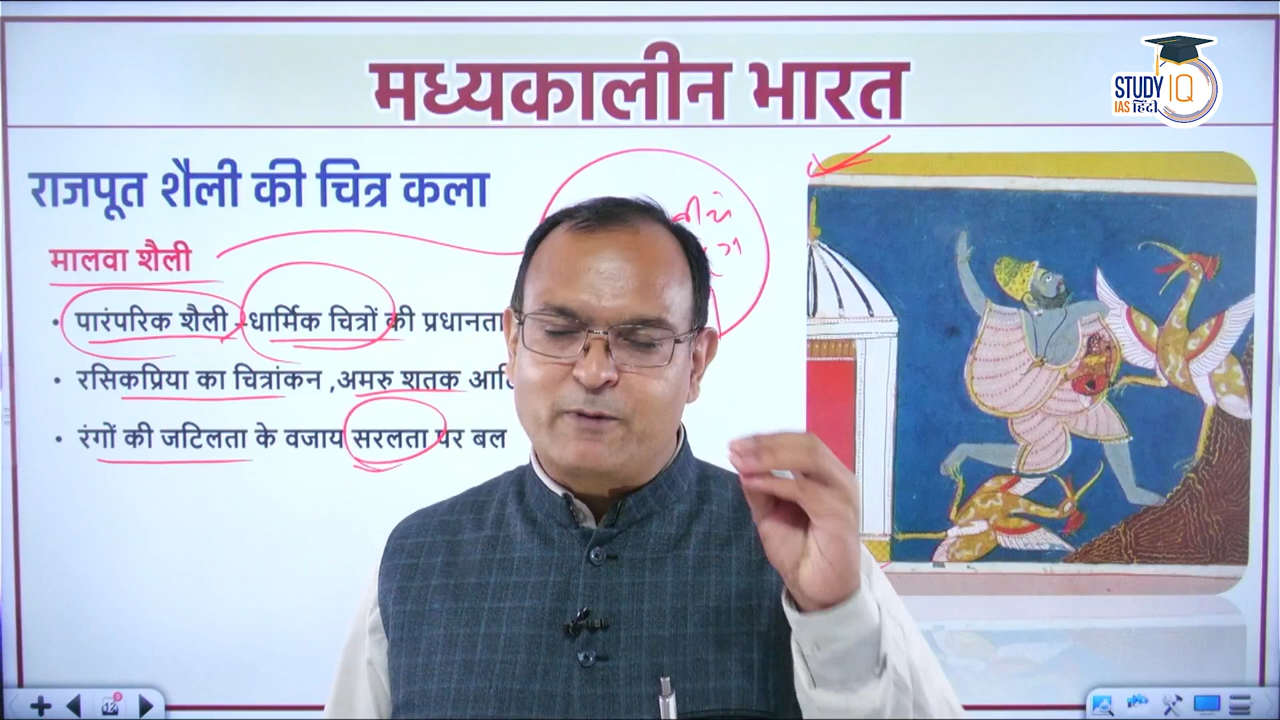 मध्यकालीन भारत
STUDY IQ
IAS हिंदी
राजपूत शैली की चित्र कला
मालवा शैली
• पारंपरिक शैली - धार्मिक चित्रों की प्रधानता
• रसिकप्रिया का चित्रांकन ,अमरु शतक
• रंगों की जटिलता के वजाय सरलता पर बल
12